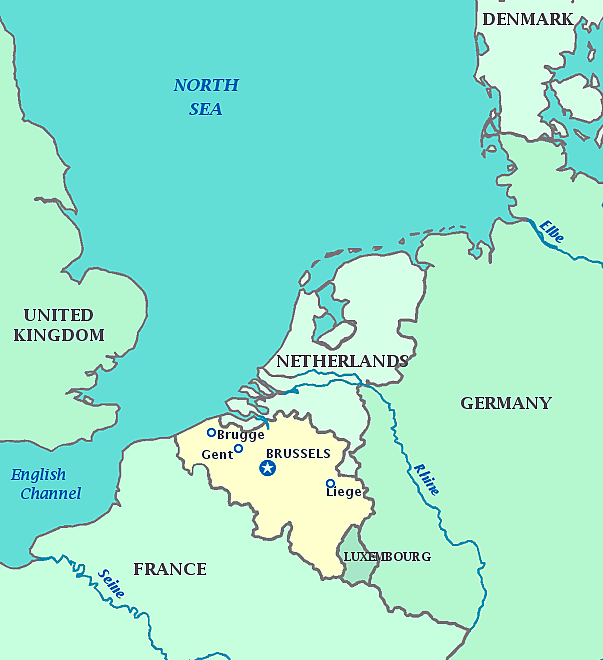 DENMARK
NORTH
SEA
Elbe
UNITED
KINGDOM
NETHERLANDS
GERMANY
Brugge
Gent
BRUSSELS
English
Channel
Rhine
Liege
LUXEMBOURG
FRANCE
Seine